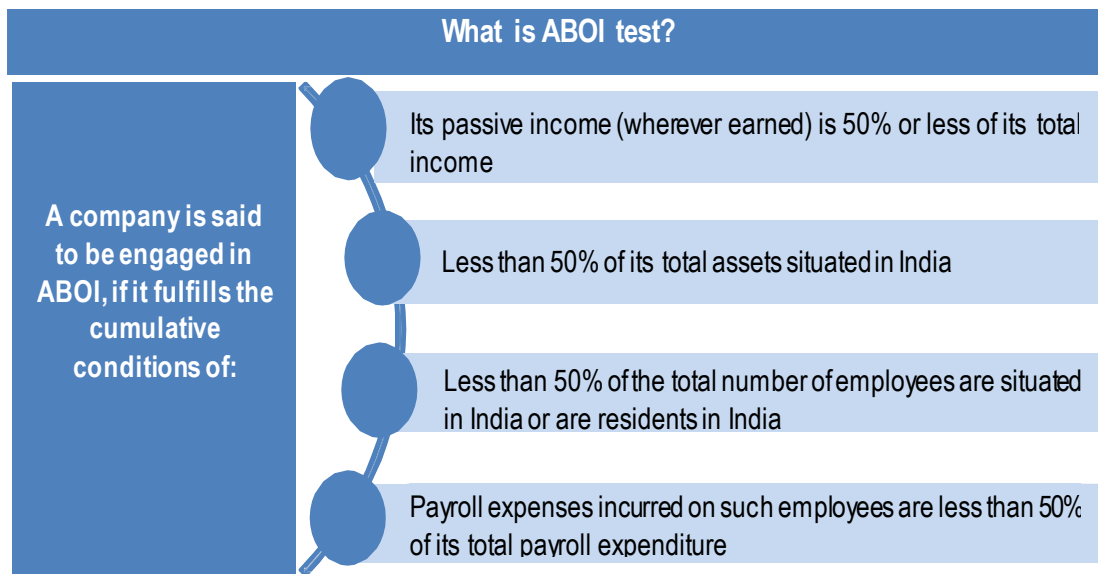 What is ABOI test?
A company is said
to be engaged in
ABOI, if it fulfills the
cumulative
conditions of:
Its passive income (wherever earned) is 50% or less of its total
income
Less than 50% of its total assets situated in India
Less than 50% of the total number of employees are situated
in India or are residents in India
Payroll expenses incurred on such employees are less than 50%
of its total payroll expenditure